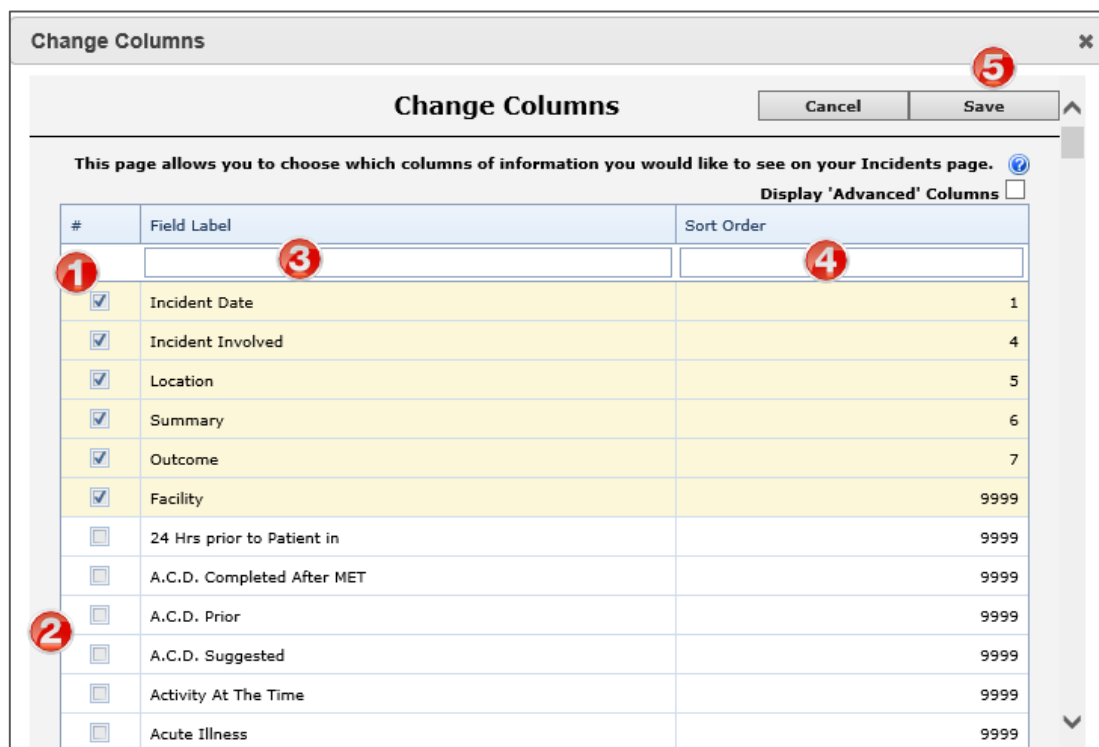 Change Columns
5
Change Columns Cancel Save
This page allows you to choose which columns of information you would like to see on your Incidents page. ?
Display 'Advanced' Columns
# Field Label Sort Order
1 3 4
Incident Date 1
Incident Involved 4
Location 5
Summary 6
Outcome 7
Facility 9999
24 Hrs prior to Patient in 9999
A.C.D. Completed After MET 9999
A.C.D. Prior 9999
2
A.C.D. Suggested 9999
Activity At The Time 9999
Acute Illness 9999